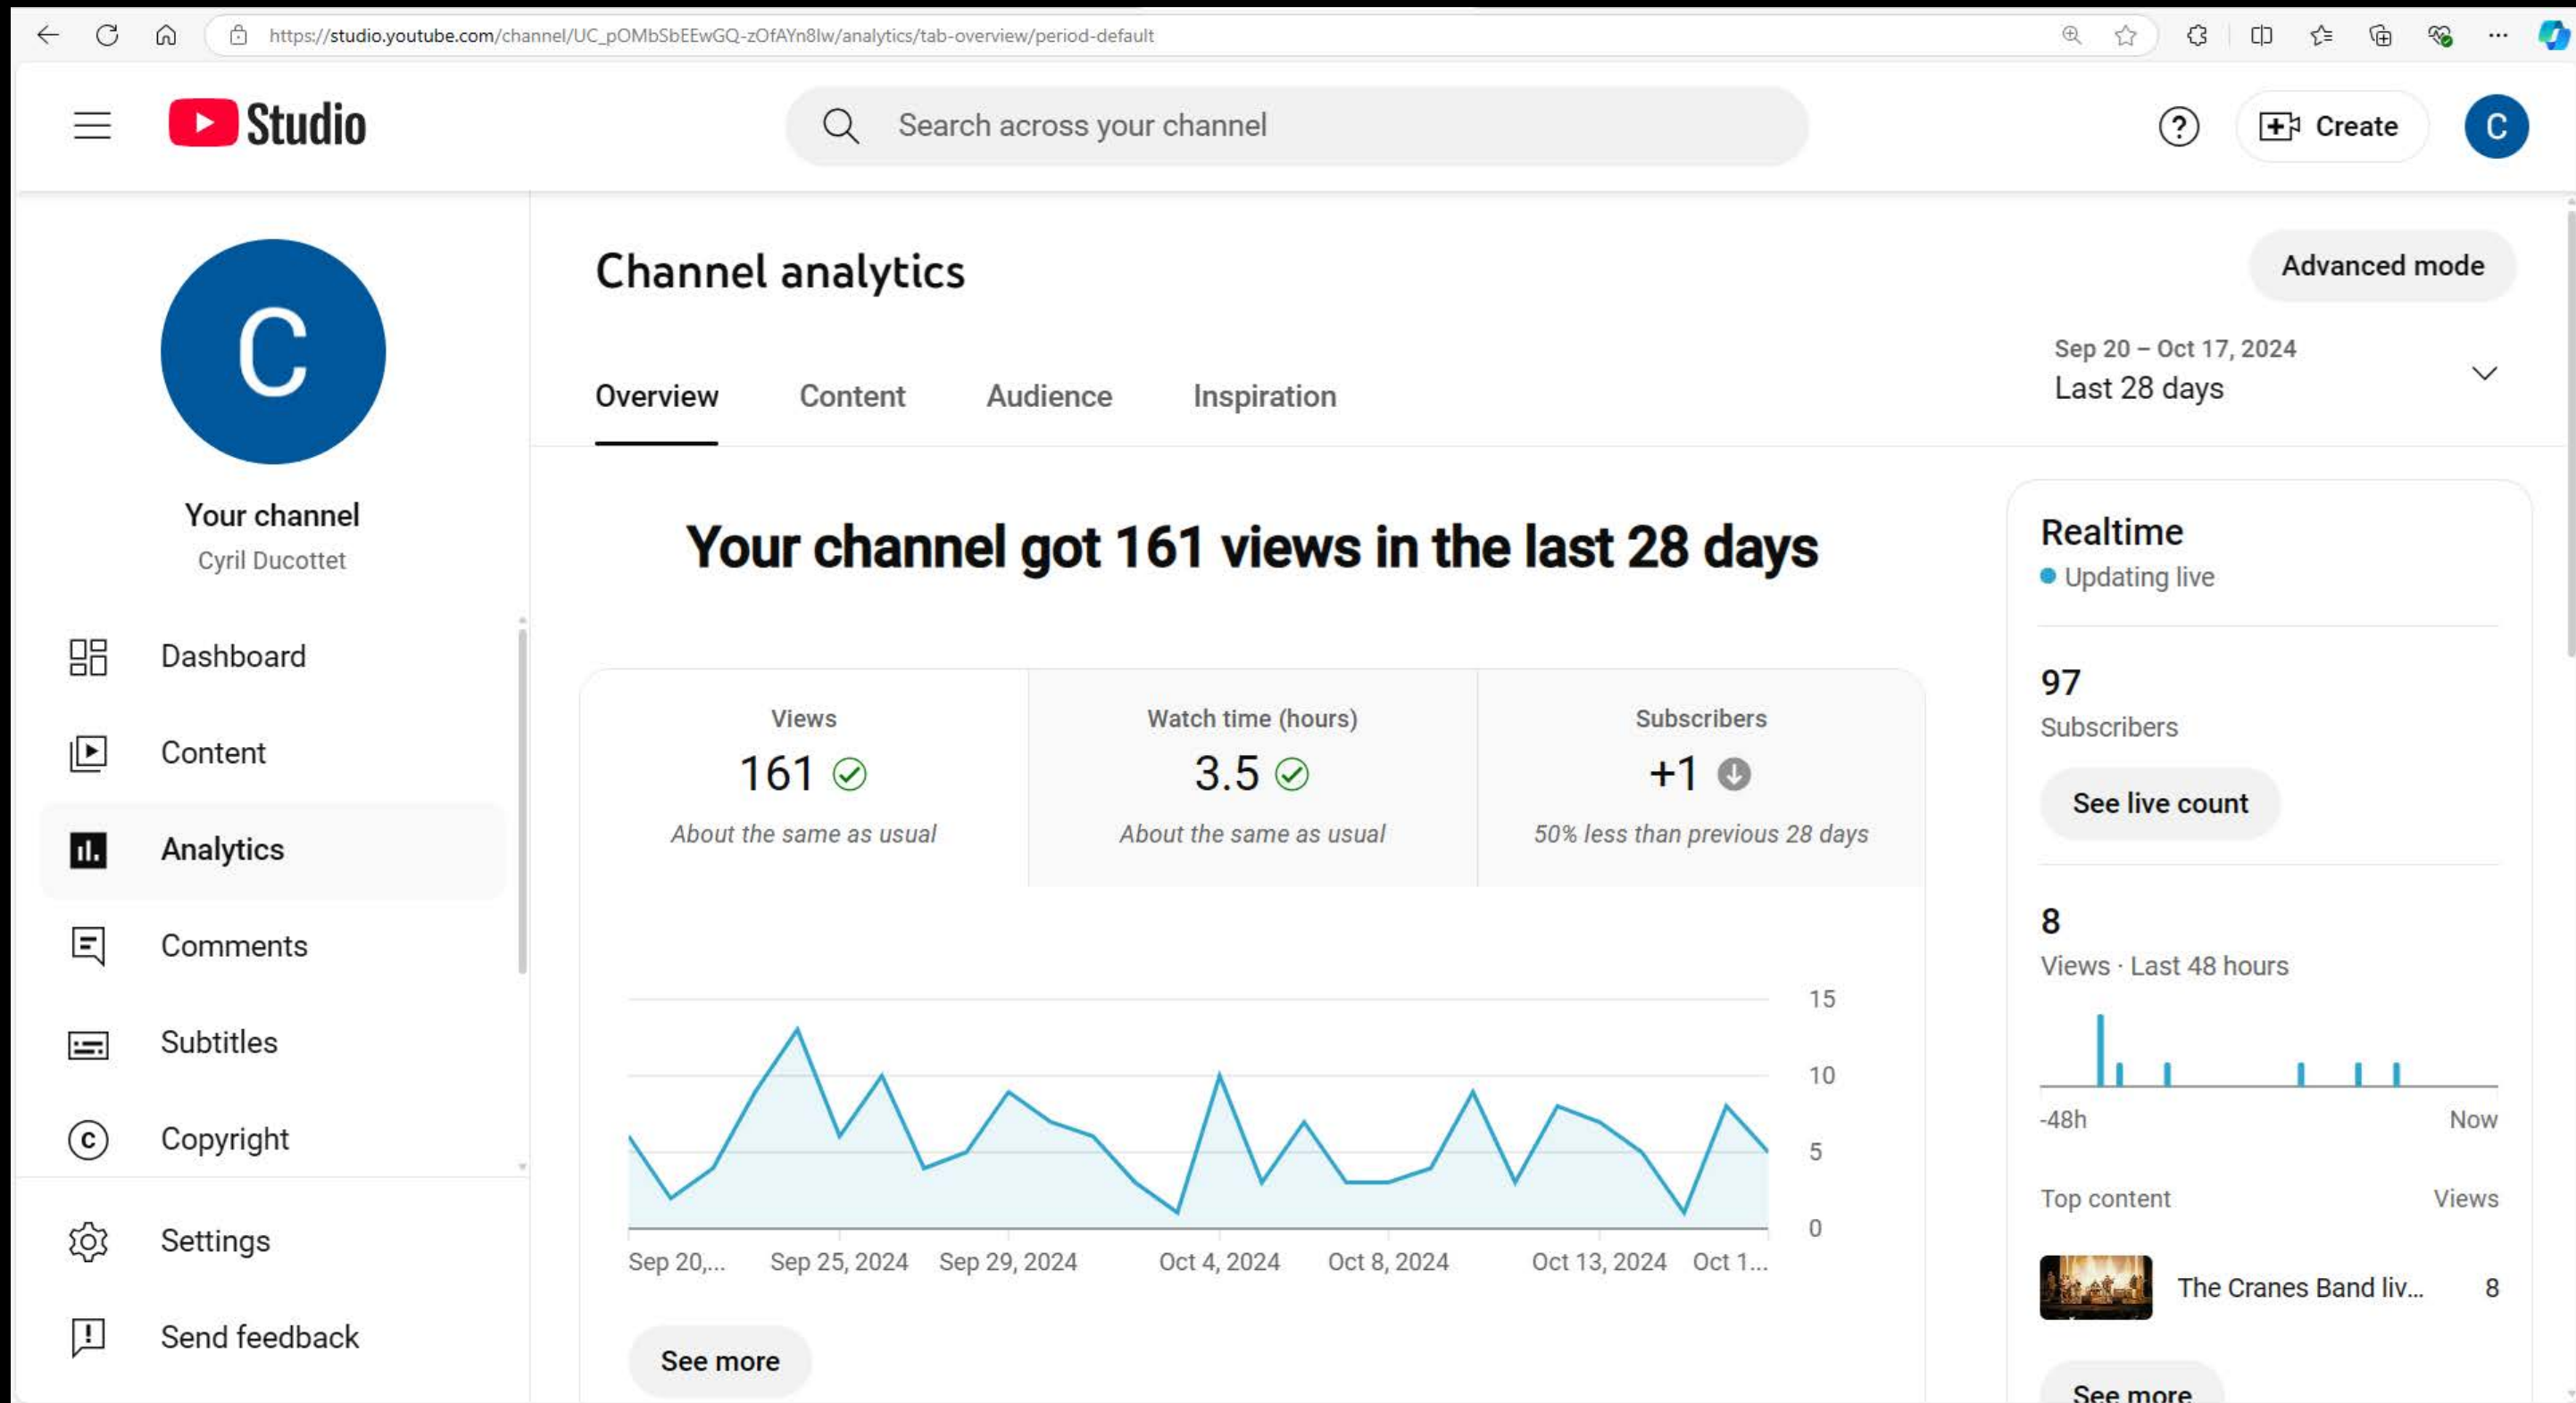 https://studio.youtube.com/channel/UC_pOMbSbEEwGQ-zOfAYn8lw/analytics/tab-overview/period-default
Studio
Search across your channel
?
Create
C
C
Your channel
Cyril Ducottet
Dashboard
Content
Analytics
Comments
Subtitles
Copyright
Settings
Send feedback
Channel analytics
Advanced mode
Sep 20 – Oct 17, 2024
Last 28 days
Overview Content Audience Inspiration
Your channel got 161 views in the last 28 days
Views
161
About the same as usual
Watch time (hours)
3.5
About the same as usual
Subscribers
+1
50% less than previous 28 days
15
10
5
0
Sep 20,... Sep 25, 2024 Sep 29, 2024 Oct 4, 2024 Oct 8, 2024 Oct 13, 2024 Oct 1...
See more
Realtime
Updating live
97
Subscribers
See live count
8
Views · Last 48 hours
-48h Now
Top content Views
The Cranes Band liv... 8
See more